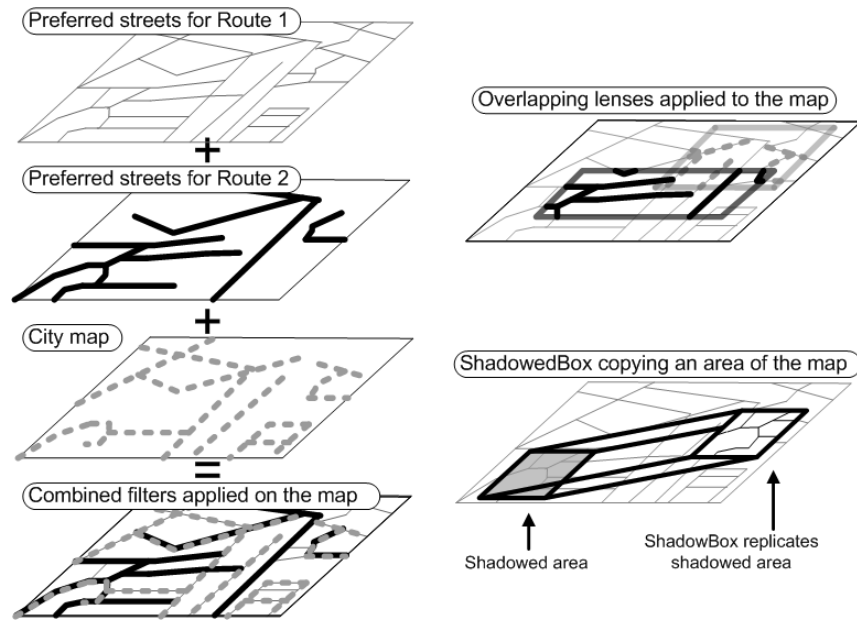 Preferred streets for Route 1
+
Preferred streets for Route 2
+
City map
=
Combined filters applied on the map
Overlapping lenses applied to the map
ShadowedBox copying an area of the map
Shadowed area
ShadowBox replicates
shadowed area